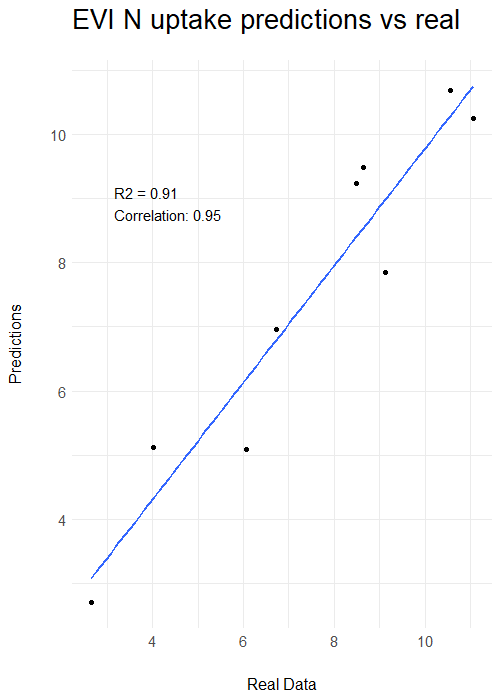 EVI N uptake predictions vs real
10
8
6
4
R2 = 0.91
Correlation: 0.95
Predictions
4 6 8 10
Real Data